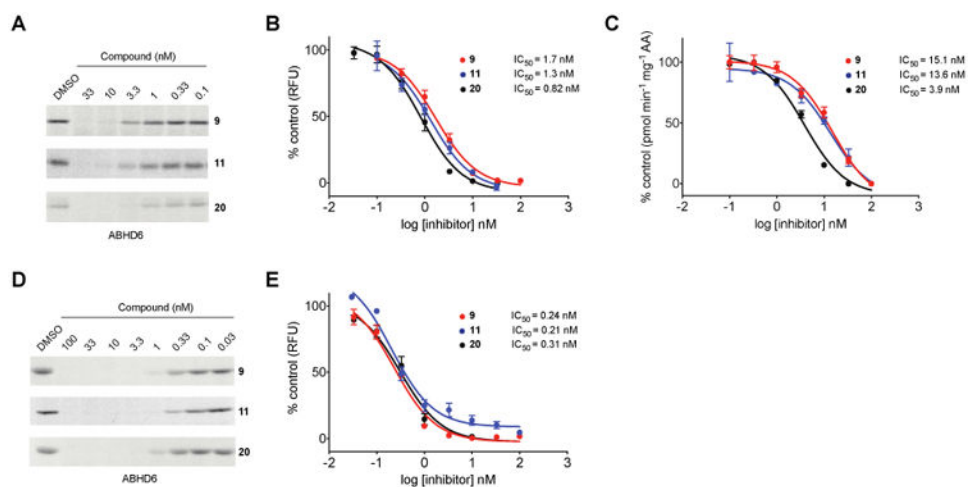 A
Compound (nM)
DMSO 33 10 3.3 1 0.33 0.1
9
11
20
ABHD6
B
% control (RFU)
100
50
0
-2 -1 0 1 2 3
log [inhibitor] nM
9 IC50 = 1.7 nM
11 IC50 = 1.3 nM
20 IC50 = 0.82 nM
C
% control (pmol min⁻¹ mg⁻¹ AA)
100
50
0
-2 -1 0 1 2 3
log [inhibitor] nM
9 IC50 = 15.1 nM
11 IC50 = 13.6 nM
20 IC50 = 3.9 nM
D
Compound (nM)
DMSO 100 33 10 3.3 1 0.33 0.1 0.03
9
11
20
ABHD6
E
% control (RFU)
100
50
0
-2 -1 0 1 2 3
log [inhibitor] nM
9 IC50 = 0.24 nM
11 IC50 = 0.21 nM
20 IC50 = 0.31 nM